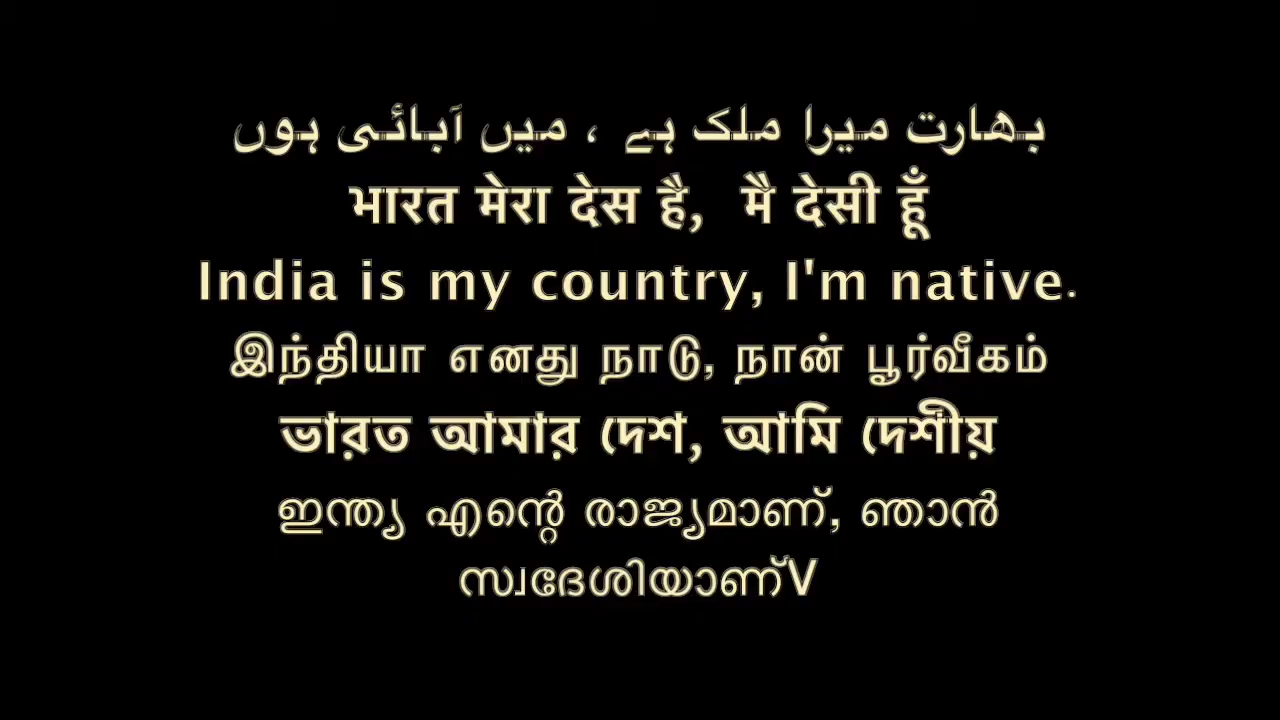 بھارت میرا ملک ہے ، میں آبائی ہوں
भारत मेरा देस है, मै देसी हूँ
India is my country, I'm native.
இந்தியா எனது நாடு, நான் பூர்வீகம்
ভারত আমার দেশ, আমি দেশীয়
ഇന്ത്യ എന്റെ രാജ്യമാണ്, ഞാൻ
സ്വദേശിയാണ്V